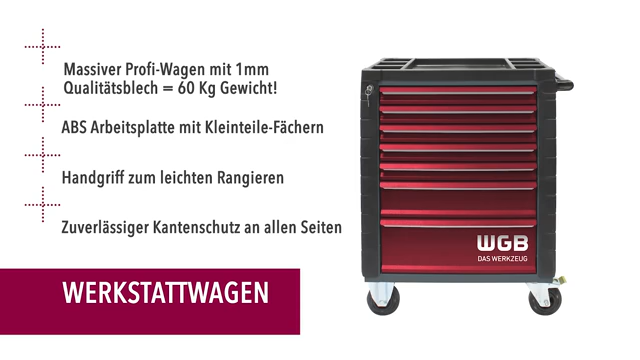 Massiver Profi-Wagen mit 1mm
Qualitätsblech = 60 Kg Gewicht!
ABS Arbeitsplatte mit Kleinteile-Fächern
Handgriff zum leichten Rangieren
Zuverlässiger Kantenschutz an allen Seiten
WERKSTATTWAGEN
WGB
DAS WERKZEUG